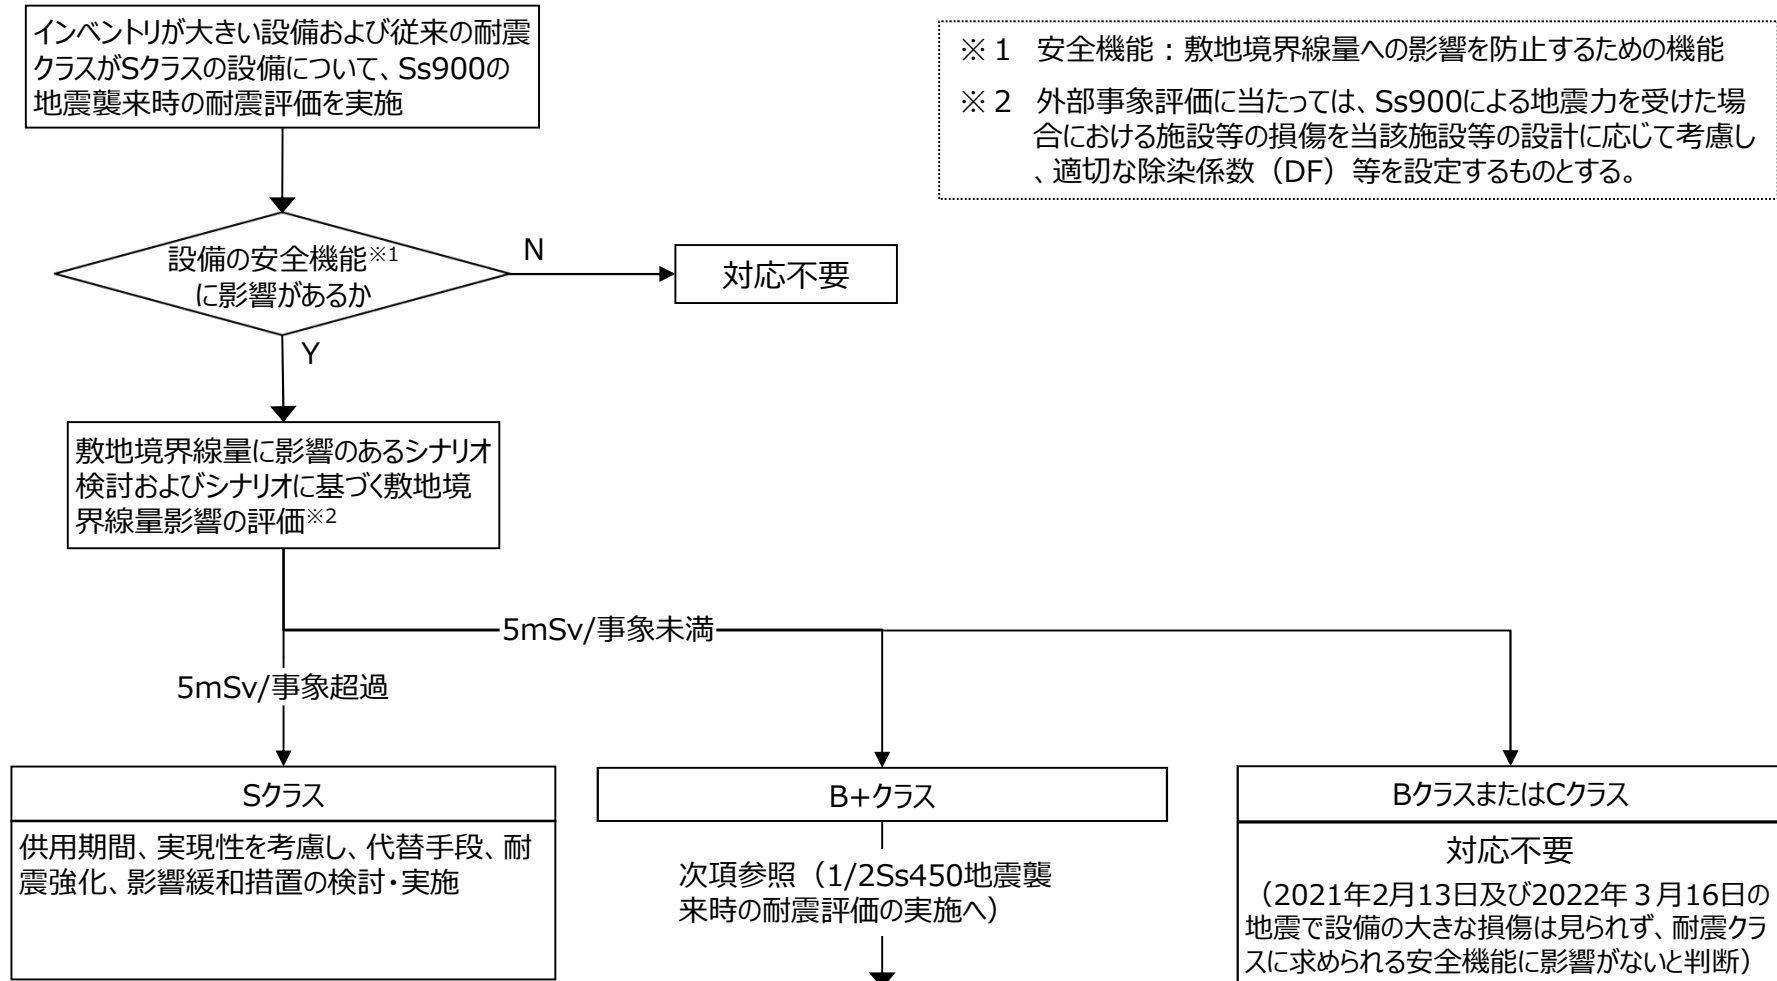 インベントリが大きい設備および従来の耐震
クラスがSクラスの設備について、Ss900の
地震襲来時の耐震評価を実施
※１ 安全機能：敷地境界線量への影響を防止するための機能
※２ 外部事象評価に当たっては、Ss900による地震力を受けた場
合における施設等の損傷を当該施設等の設計に応じて考慮し
、適切な除染係数（DF）等を設定するものとする。
設備の安全機能※1
に影響があるか
N
対応不要
Y
敷地境界線量に影響のあるシナリオ
検討およびシナリオに基づく敷地境
界線量影響の評価※2
5mSv/事象未満
5mSv/事象超過
Sクラス
供用期間、実現性を考慮し、代替手段、耐
震強化、影響緩和措置の検討・実施
B+クラス
次項参照（1/2Ss450地震襲
来時の耐震評価の実施へ）
BクラスまたはCクラス
対応不要
（2021年2月13日及び2022年３月16日の
地震で設備の大きな損傷は見られず、耐震クラ
スに求められる安全機能に影響がないと判断）